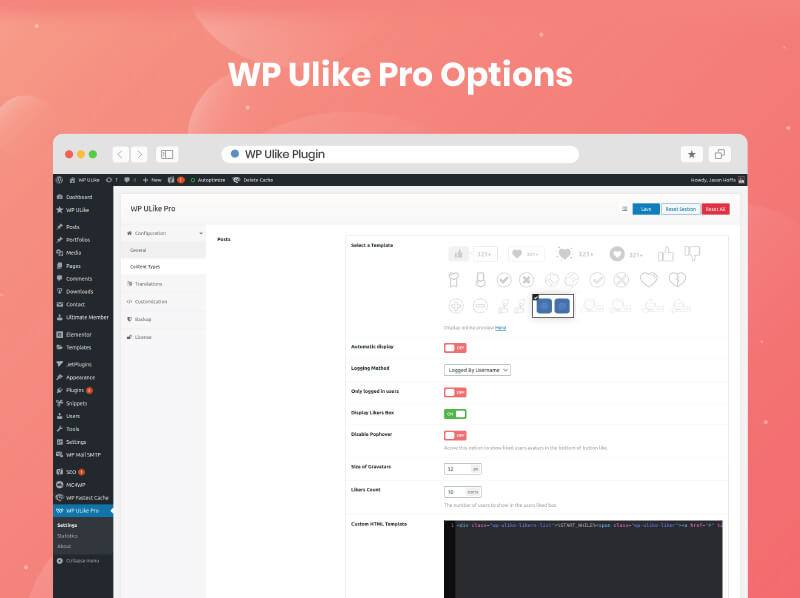 WP Ulike Pro Options
WP Ulike Plugin
WP ULike 7 New 1 Autoptimize Delete Cache
Howdy, Jason Hoffa
Dashboard
WP ULike
Posts
Portfolios
Media
Pages
Comments
Downloads
Contact
Ultimate Member
Elementor
Templates
JetPlugins
Appearance
Plugins
Snippets
Users
Tools
Settings
WP Mail SMTP
SEO 1
MC4WP
WP Fastest Cache
WP ULike Pro
Settings
Statistics
About
Collapse menu
WP ULike Pro
Save Reset Section Reset All
Configuration
General
Content Types
Translations
Customization
Backup
License
Posts
Select a Template
321+ 321+ 321+ 321+
Display online preview Here
Automatic display OFF
Logging Method Logged By Username
Only logged in users OFF
Display Likers Box ON
Disable Pophover OFF
Active this option to show liked users avatars in the bottom of button like.
Size of Gravatars 32 px
Likers Count 10 users
The number of users to show in the users liked box.
Custom HTML Template
1 <div class="wp-ulike-likers-list">%START_WHILE%<span class="wp-ulike-liker"><a href="#" ti